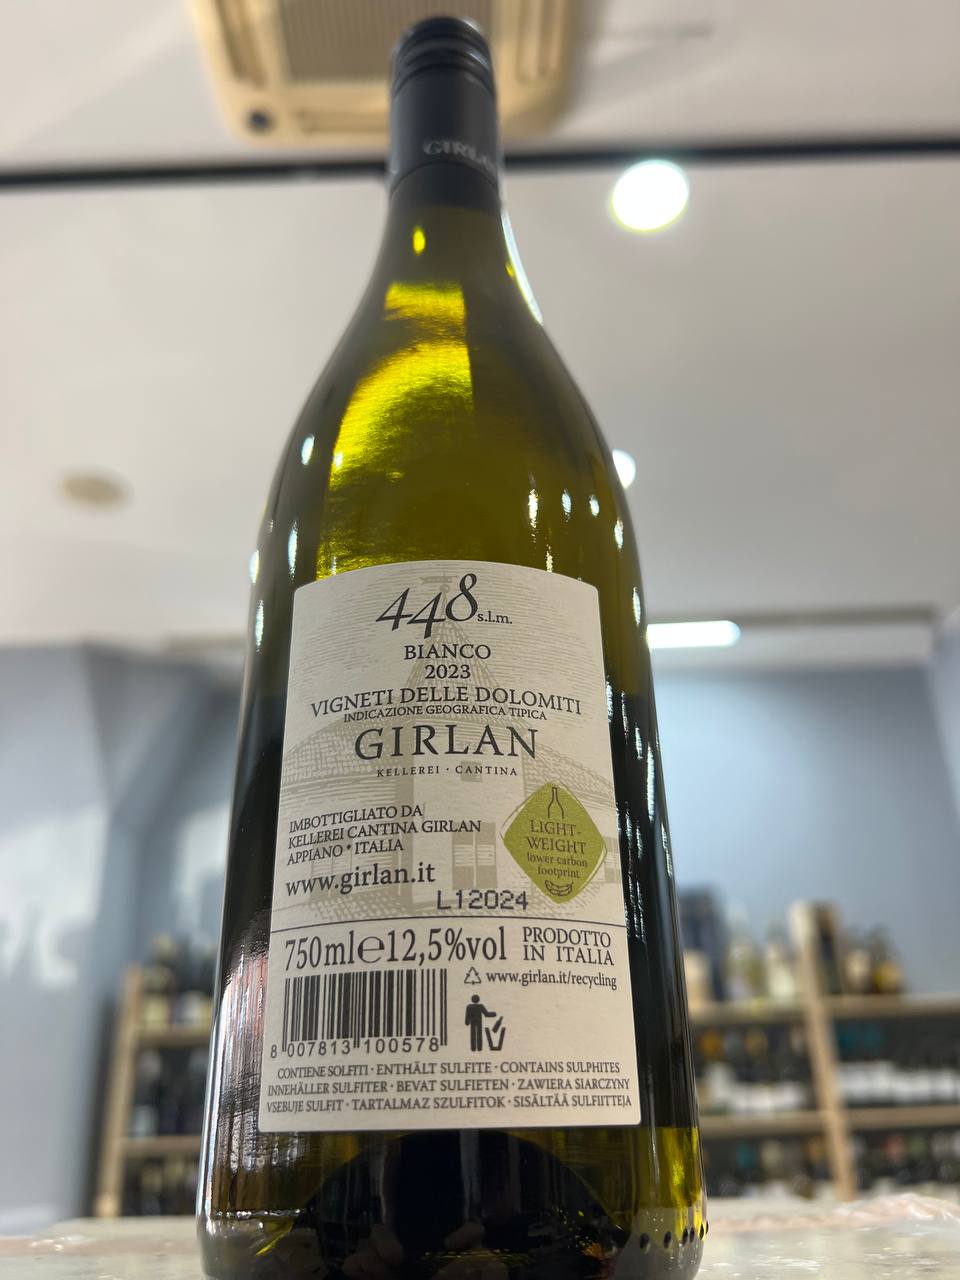 GIRLAN
448 s.l.m.
BIANCO
2023
VIGNETI DELLE DOLOMITI
INDICAZIONE GEOGRAFICA TIPICA
GIRLAN
KELLEREI · CANTINA
IMBOTTIGLIATO DA
KELLEREI CANTINA GIRLAN
APPIANO · ITALIA
www.girlan.it
LIGHT-
WEIGHT
lower carbon
footprint
L12024
750ml℮12,5%vol
PRODOTTO
IN ITALIA
www.girlan.it/recycling
8 007813 100578
CONTIENE SOLFITI · ENTHÄLT SULFITE · CONTAINS SULPHITES
INNEHÅLLER SULFITER · BEVAT SULFIETEN · ZAWIERA SIARCZYNY
VSEBUJE SULFIT · TARTALMAZ SZULFITOK · SISÄLTÄÄ SULFIITTEJA